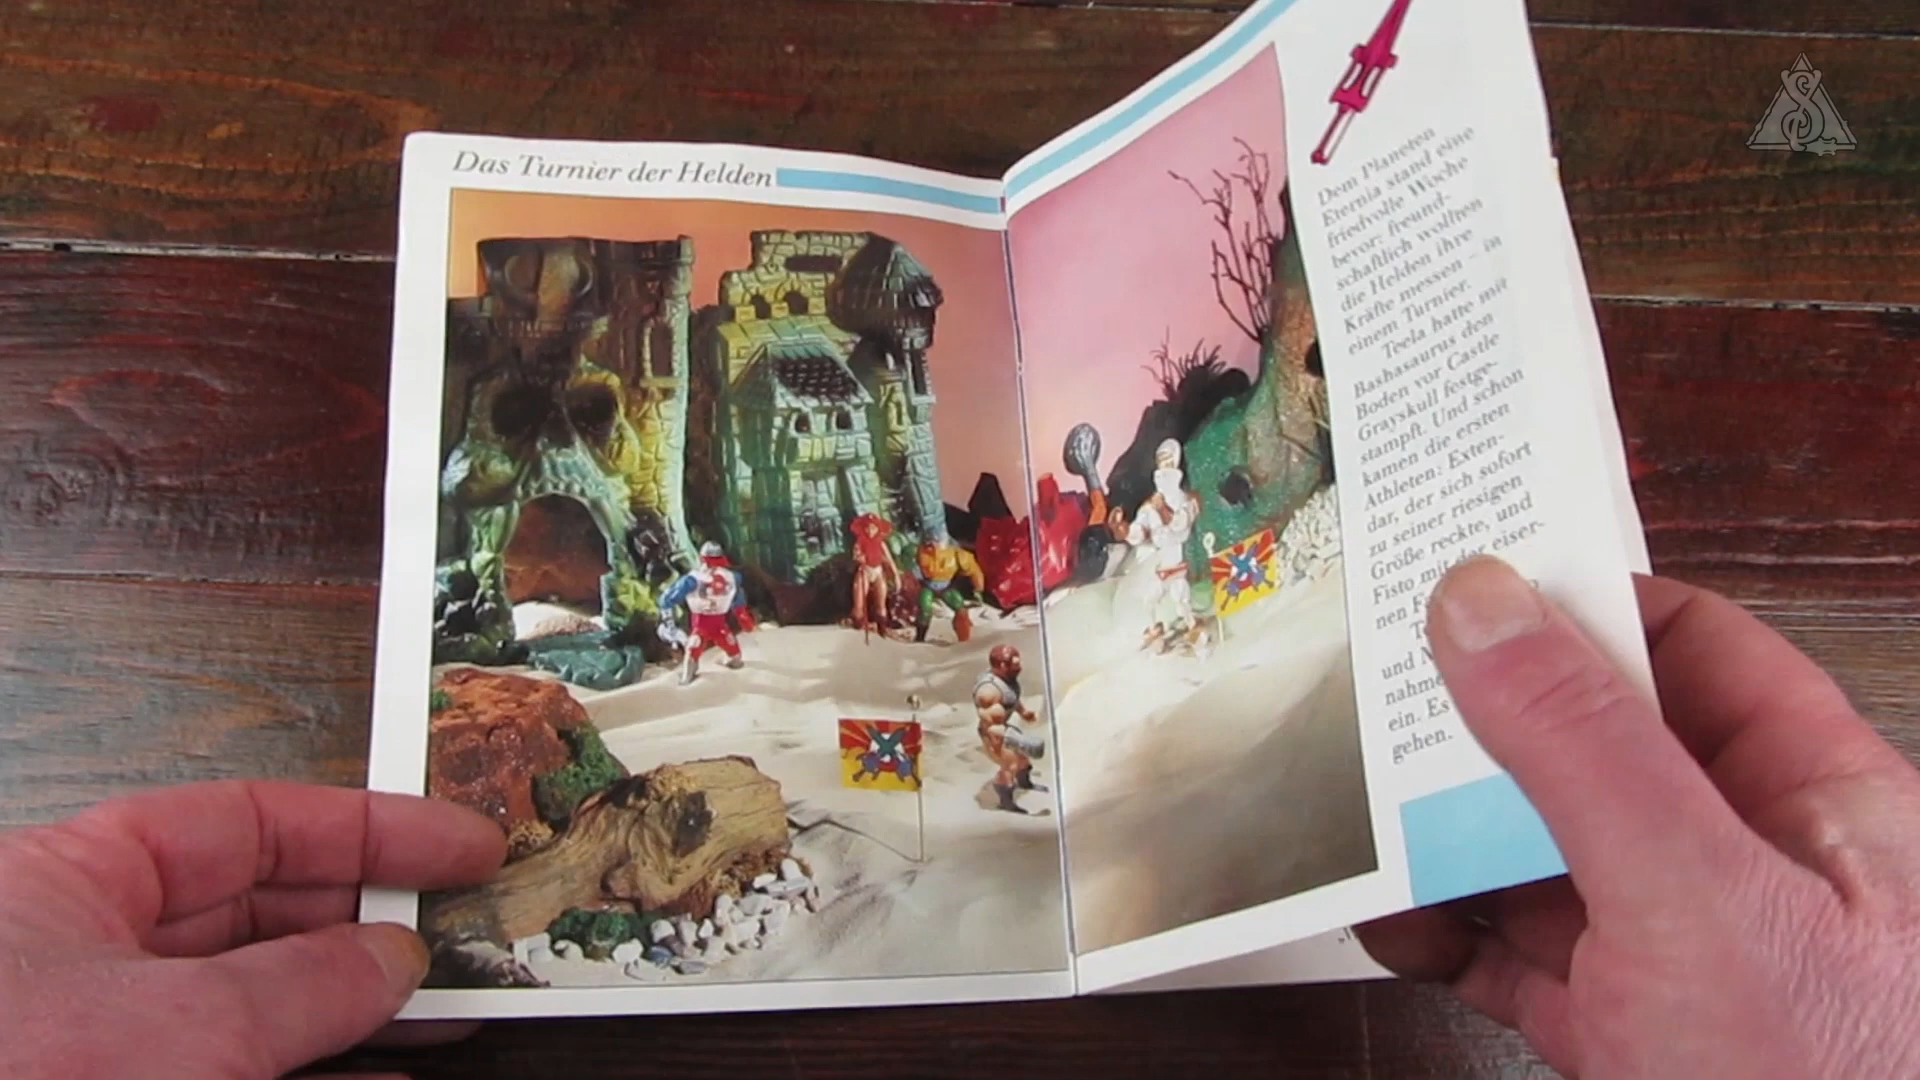 Das Turnier der Helden
Dem Planeten
Eternia stand eine
friedvolle Woche
bevor: freund-
schaftlich wollten
die Helden ihre
Kräfte messen – in
einem Turnier.
Teela hatte mit
Bashasaurus den
Boden vor Castle
Grayskull festge-
stampft. Und schon
kamen die ersten
Athleten: Exten-
dar, der sich sofort
zu seiner riesigen
Größe reckte, und
Fisto mit der eiser-
nen
und
nahme
ein. Es
gehen.